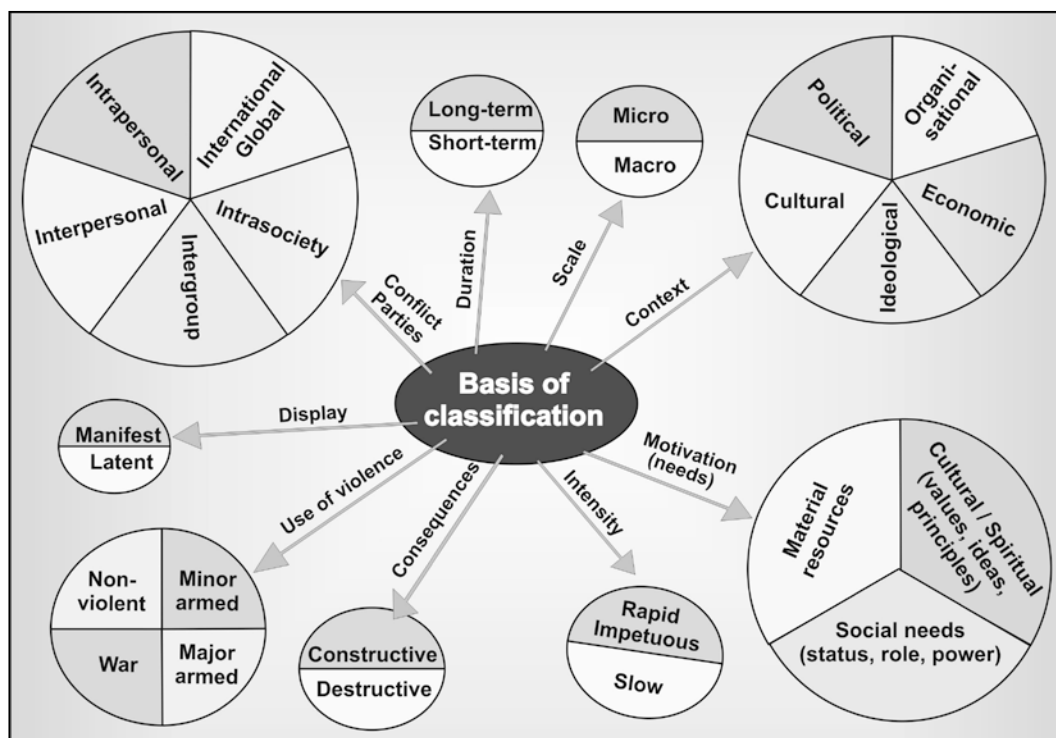 Intrapersonal
International
Global
Interpersonal
Intrasociety
Intergroup
Long-term
Short-term
Micro
Macro
Political
Organi-
sational
Cultural
Economic
Ideological
Conflict
Parties
Duration
Scale
Context
Basis of
classification
Display
Manifest
Latent
Use of violence
Consequences
Intensity
Motivation
(needs)
Non-
violent
Minor
armed
War
Major
armed
Constructive
Destructive
Rapid
Impetuous
Slow
Material
resources
Cultural / Spiritual
(values, ideas,
principles)
Social needs
(status, role, power)